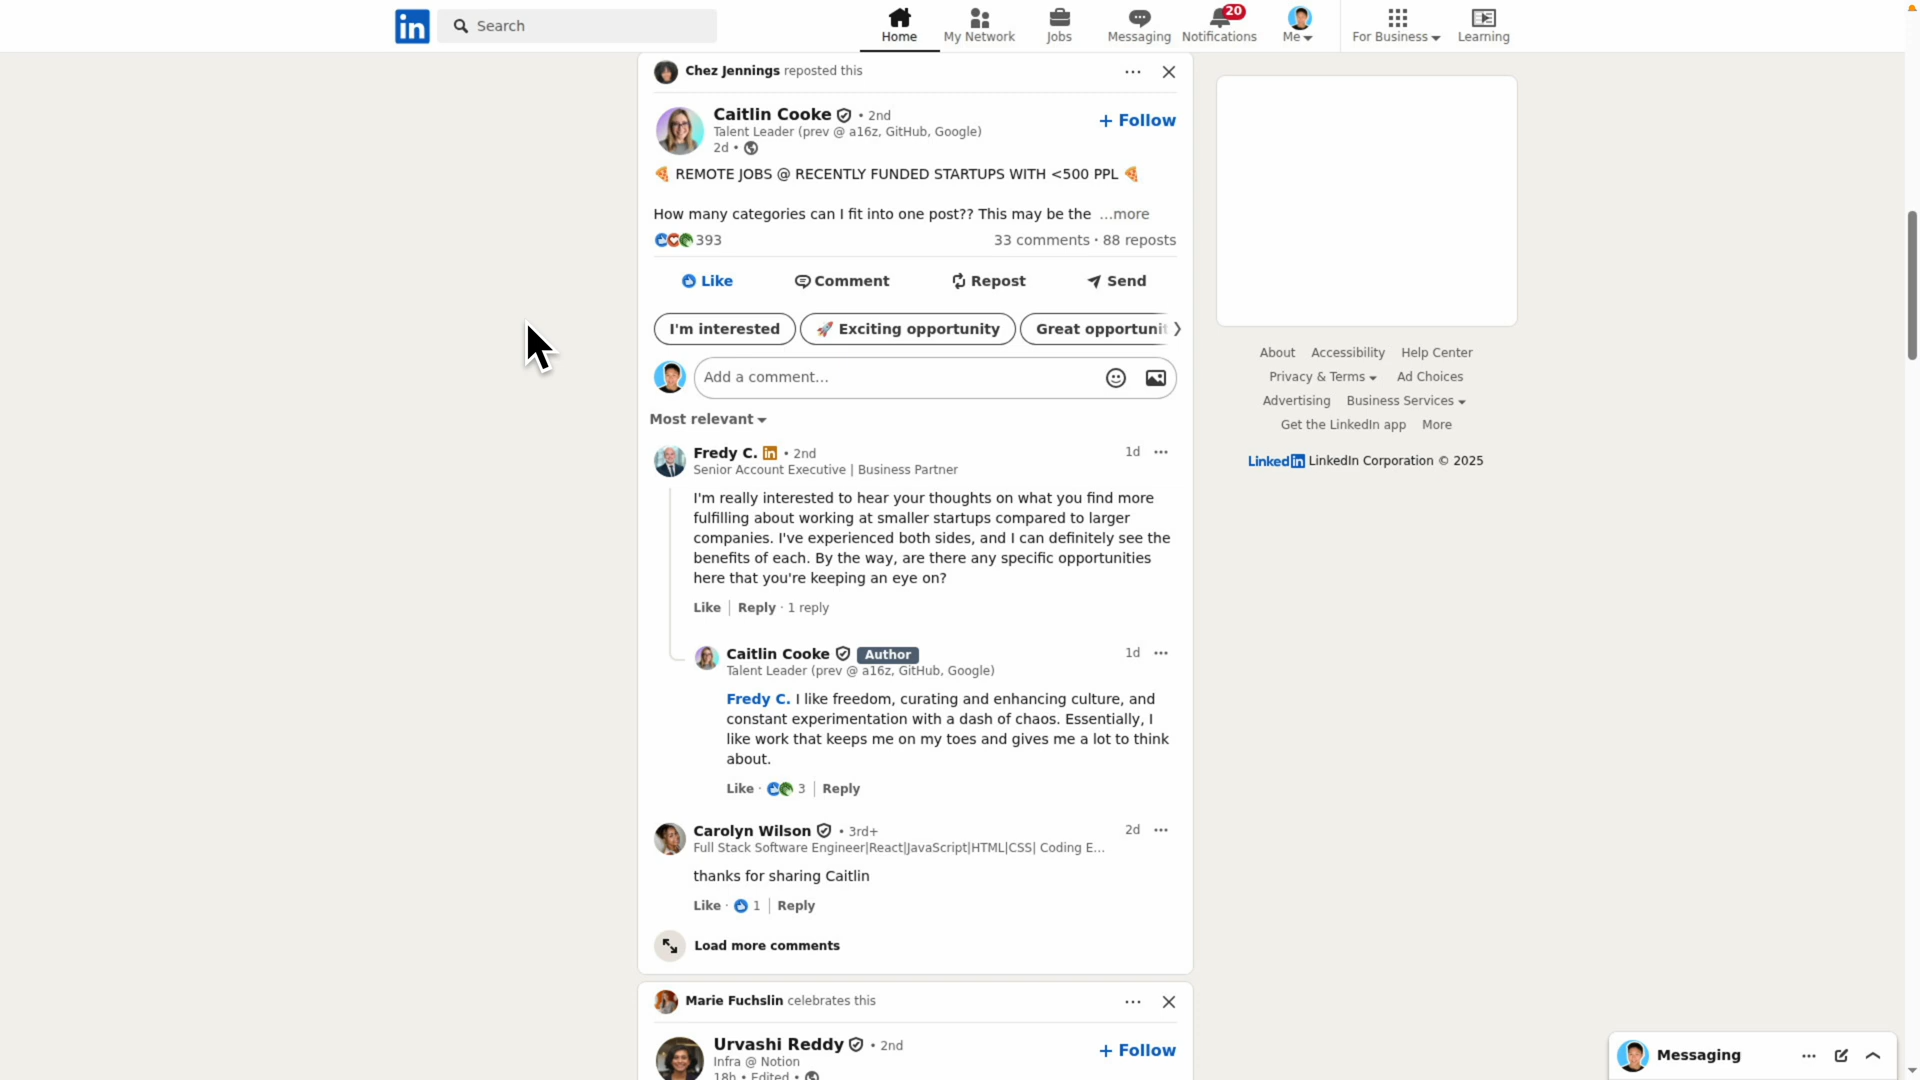 in
Search
Home
My Network
Jobs
Messaging
20
Notifications
Me
For Business
Learning
Chez Jennings reposted this
Caitlin Cooke • 2nd
+ Follow
Talent Leader (prev @ a16z, GitHub, Google)
2d •
🍕 REMOTE JOBS @ RECENTLY FUNDED STARTUPS WITH <500 PPL 🍕
How many categories can I fit into one post?? This may be the ...more
393
33 comments · 88 reposts
Like
Comment
Repost
Send
I'm interested
🚀 Exciting opportunity
Great opportunit
Add a comment...
Most relevant
Fredy C. in • 2nd
1d
Senior Account Executive | Business Partner
I'm really interested to hear your thoughts on what you find more
fulfilling about working at smaller startups compared to larger
companies. I've experienced both sides, and I can definitely see the
benefits of each. By the way, are there any specific opportunities
here that you're keeping an eye on?
Like | Reply · 1 reply
Caitlin Cooke Author
1d
Talent Leader (prev @ a16z, GitHub, Google)
Fredy C. I like freedom, curating and enhancing culture, and
constant experimentation with a dash of chaos. Essentially, I
like work that keeps me on my toes and gives me a lot to think
about.
Like · 3 | Reply
Carolyn Wilson • 3rd+
2d
Full Stack Software Engineer|React|JavaScript|HTML|CSS| Coding E...
thanks for sharing Caitlin
Like · 1 | Reply
Load more comments
Marie Fuchslin celebrates this
Urvashi Reddy • 2nd
+ Follow
Infra @ Notion
18h • Edited •
About Accessibility Help Center
Privacy & Terms Ad Choices
Advertising Business Services
Get the LinkedIn app More
LinkedIn LinkedIn Corporation © 2025
Messaging